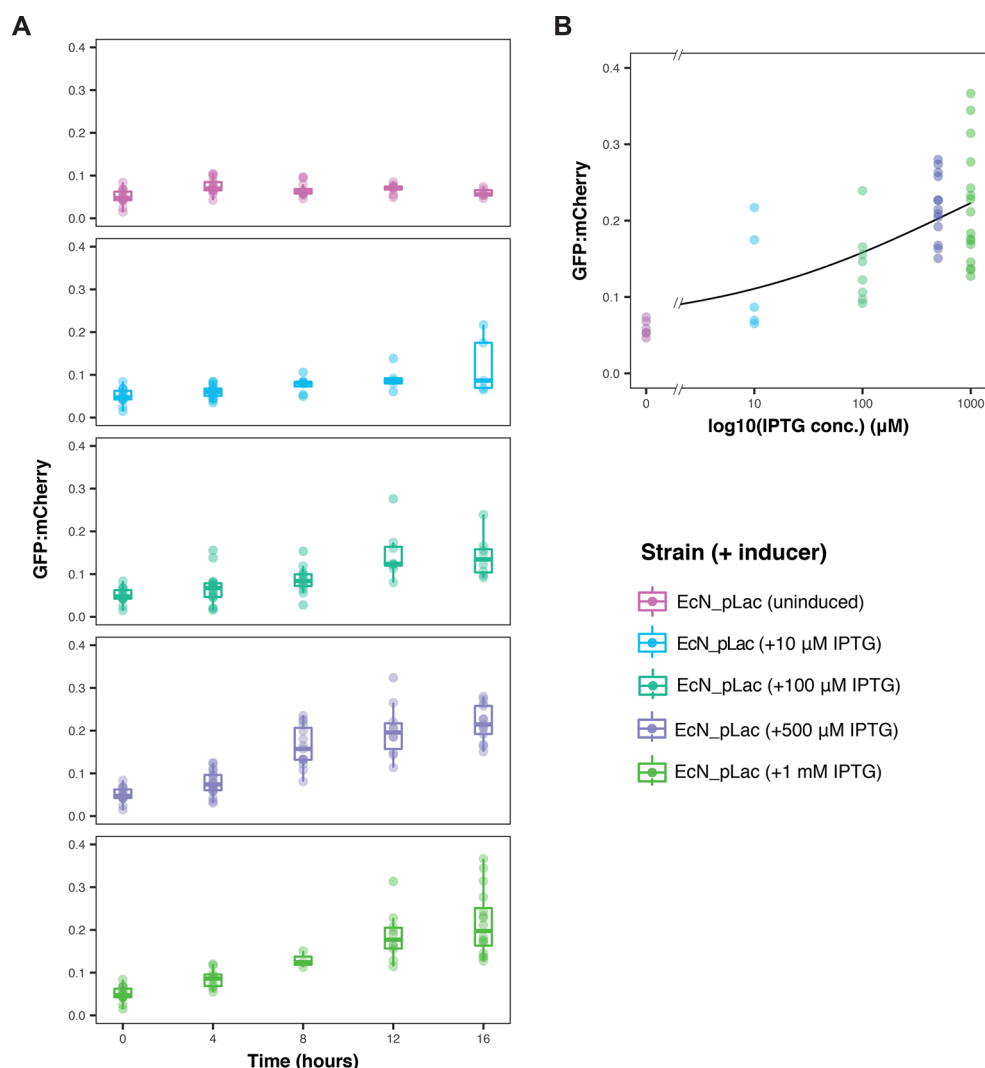 A
B
0.4
0.3
0.2
0.1
0.0
0.4
0.3
0.2
0.1
0.0
0.4
0.3
0.2
0.1
0.0
0.4
0.3
0.2
0.1
0.0
0.4
0.3
0.2
0.1
0.0
GFP:mCherry
0 4 8 12 16
Time (hours)
0.4
0.3
0.2
0.1
0.0
GFP:mCherry
0 10 100 1000
log10(IPTG conc.) (µM)
Strain (+ inducer)
EcN_pLac (uninduced)
EcN_pLac (+10 µM IPTG)
EcN_pLac (+100 µM IPTG)
EcN_pLac (+500 µM IPTG)
EcN_pLac (+1 mM IPTG)